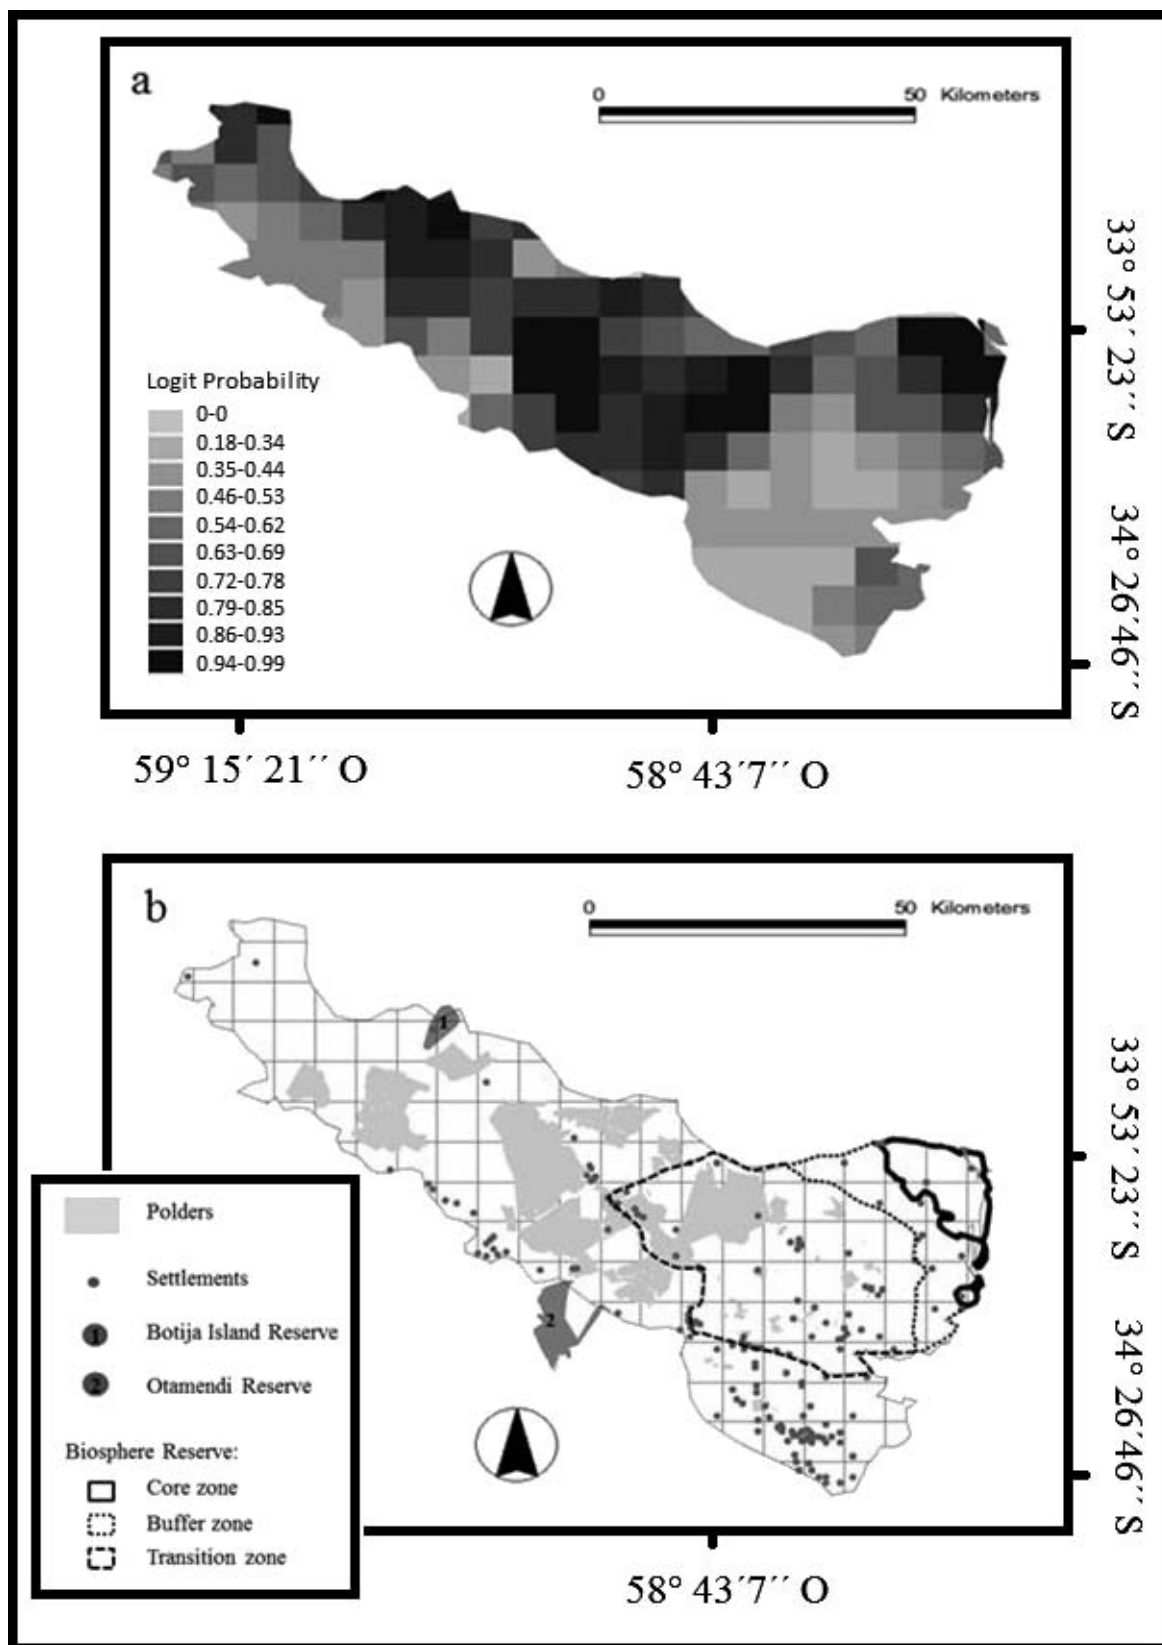 a
0 50 Kilometers
Logit Probability
0-0
0.18-0.34
0.35-0.44
0.46-0.53
0.54-0.62
0.63-0.69
0.72-0.78
0.79-0.85
0.86-0.93
0.94-0.99
33° 53´ 23´´ S
34° 26´46´´ S
59° 15´ 21´´ O
58° 43´7´´ O
b
0 50 Kilometers
1
2
33° 53´ 23´´ S
34° 26´46´´ S
Polders
Settlements
1 Botija Island Reserve
2 Otamendi Reserve
Biosphere Reserve:
Core zone
Buffer zone
Transition zone
58° 43´7´´ O